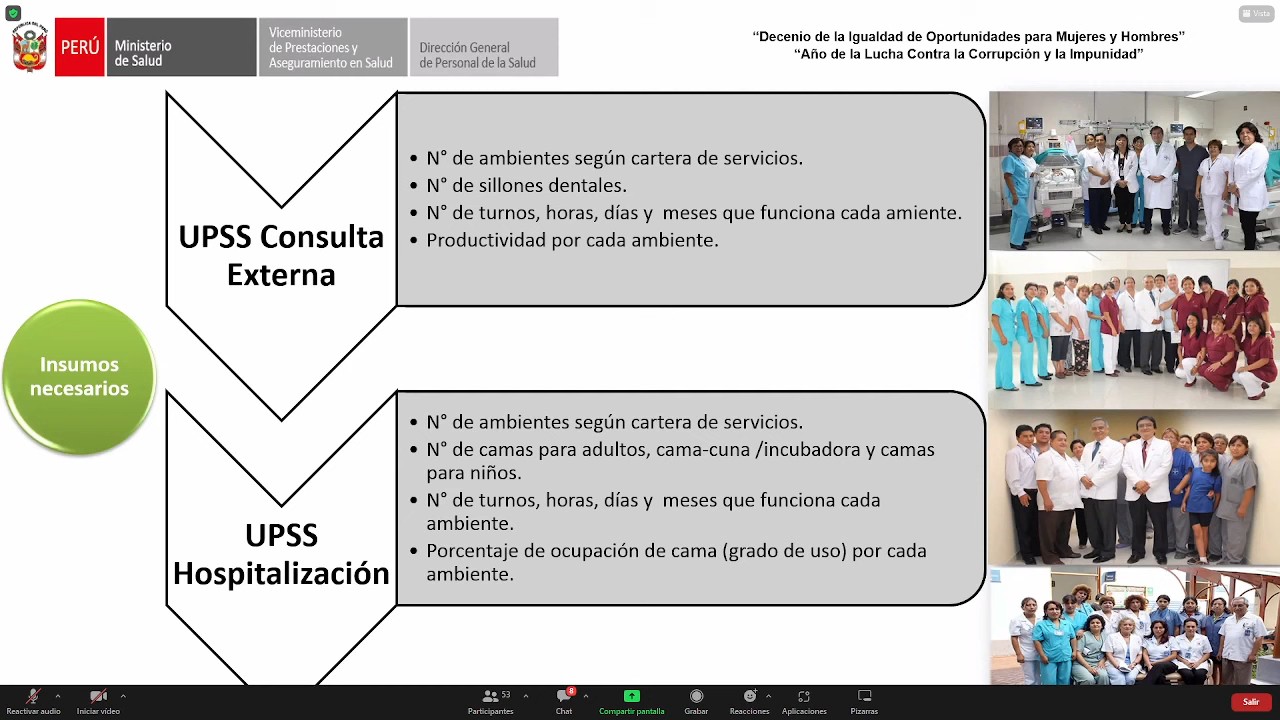 Vista
REPÚBLICA DEL PERÚ
PERÚ
Ministerio
de Salud
Viceministerio
de Prestaciones y
Aseguramiento en Salud
Dirección General
de Personal de la Salud
“Decenio de la Igualdad de Oportunidades para Mujeres y Hombres”
“Año de la Lucha Contra la Corrupción y la Impunidad”
UPSS Consulta
Externa
• N° de ambientes según cartera de servicios.
• N° de sillones dentales.
• N° de turnos, horas, días y meses que funciona cada amiente.
• Productividad por cada ambiente.
Insumos
necesarios
UPSS
Hospitalización
• N° de ambientes según cartera de servicios.
• N° de camas para adultos, cama-cuna /incubadora y camas
para niños.
• N° de turnos, horas, días y meses que funciona cada
ambiente.
• Porcentaje de ocupación de cama (grado de uso) por cada
ambiente.
Reactivar audio
Iniciar vídeo
53
Participantes
8
Chat
Compartir pantalla
Grabar
Reacciones
Aplicaciones
Pizarras
Salir